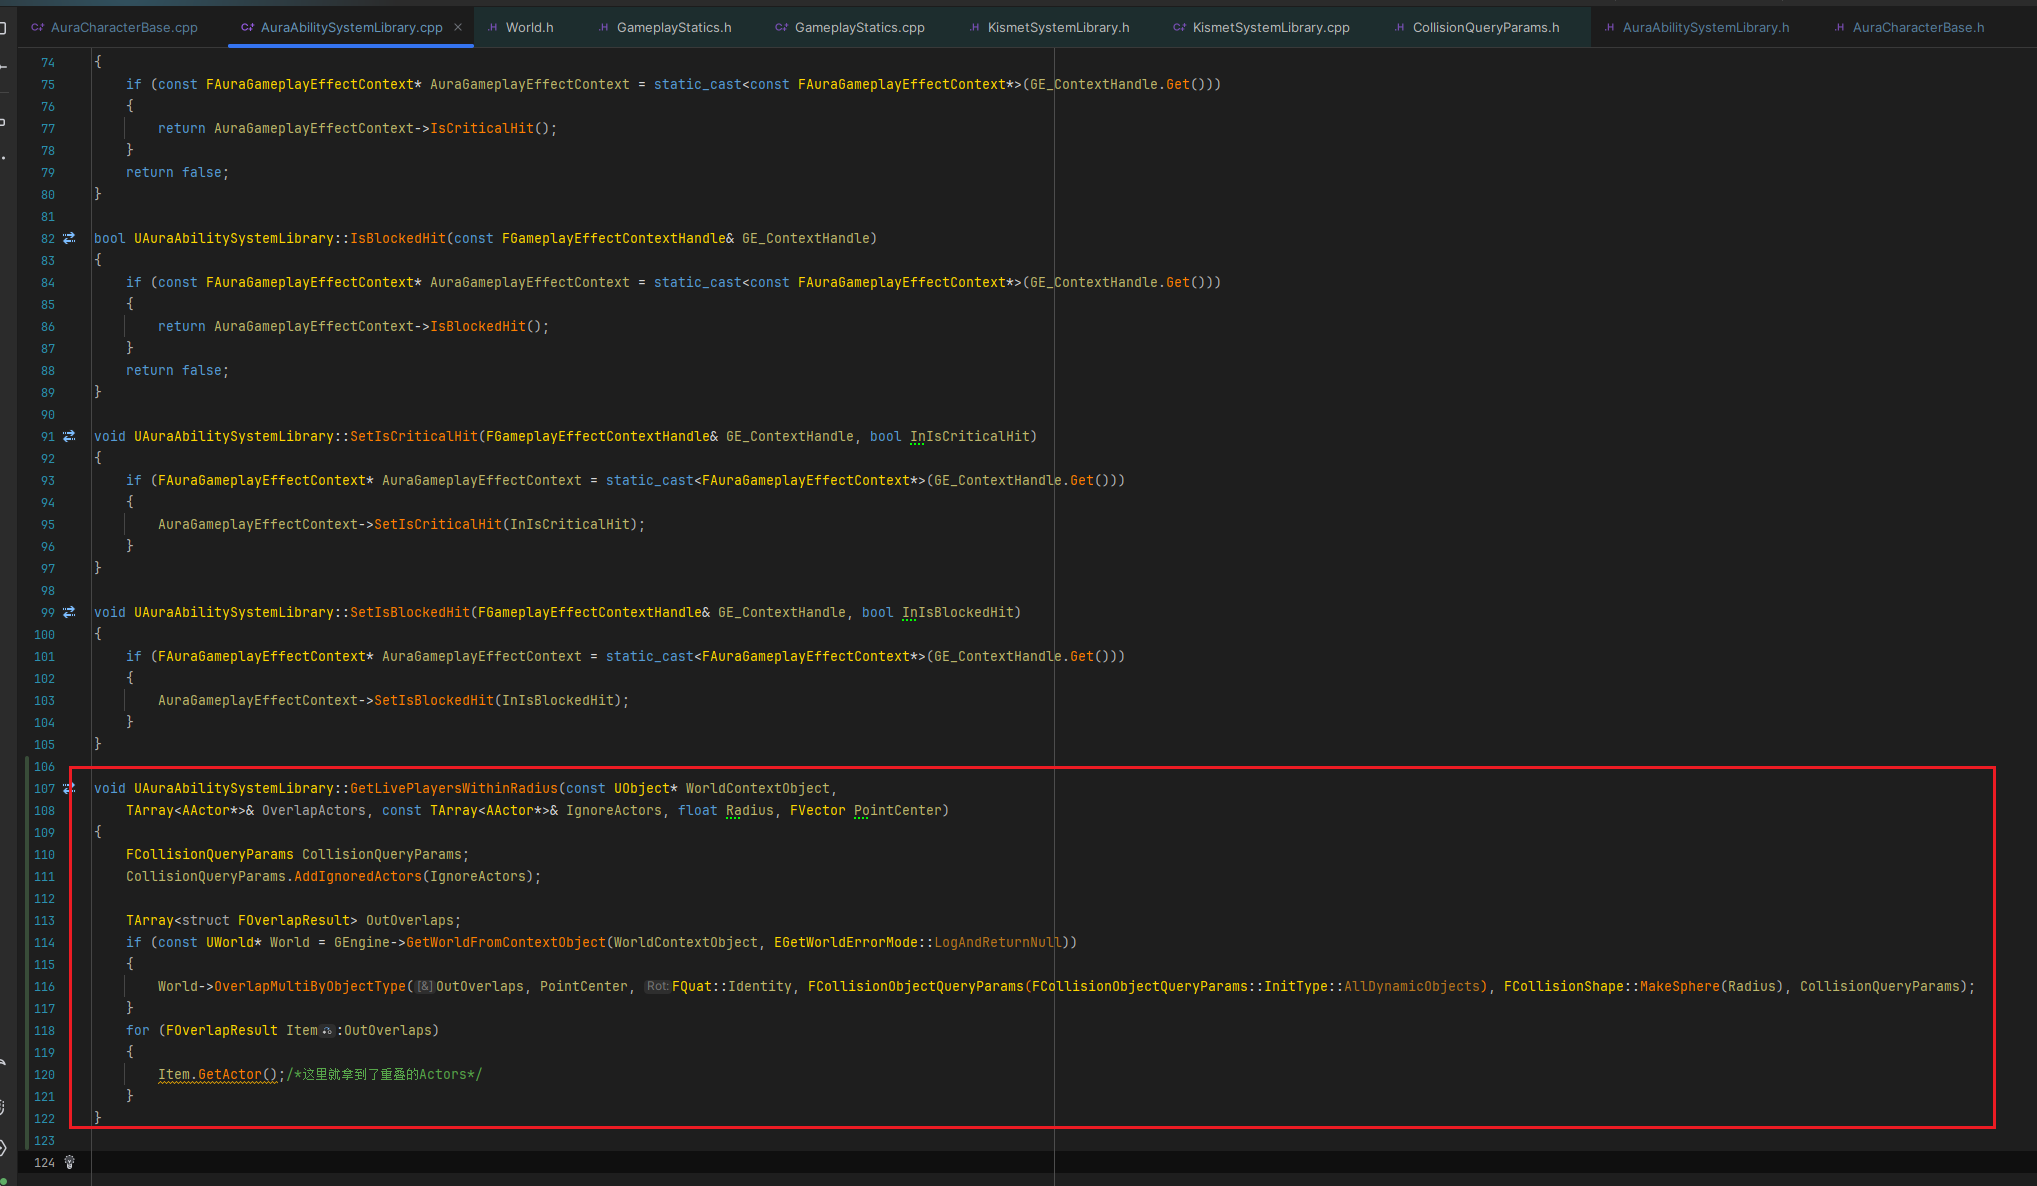 AuraCharacterBase.cpp AuraAbilitySystemLibrary.cpp World.h GameplayStatics.h GameplayStatics.cpp KismetSystemLibrary.h KismetSystemLibrary.cpp CollisionQueryParams.h AuraAbilitySystemLibrary.h AuraCharacterBase.h
74 {
75 if (const FAuraGameplayEffectContext* AuraGameplayEffectContext = static_cast<const FAuraGameplayEffectContext*>(GE_ContextHandle.Get()))
76 {
77 return AuraGameplayEffectContext->IsCriticalHit();
78 }
79 return false;
80 }
81
82 bool UAuraAbilitySystemLibrary::IsBlockedHit(const FGameplayEffectContextHandle& GE_ContextHandle)
83 {
84 if (const FAuraGameplayEffectContext* AuraGameplayEffectContext = static_cast<const FAuraGameplayEffectContext*>(GE_ContextHandle.Get()))
85 {
86 return AuraGameplayEffectContext->IsBlockedHit();
87 }
88 return false;
89 }
90
91 void UAuraAbilitySystemLibrary::SetIsCriticalHit(FGameplayEffectContextHandle& GE_ContextHandle, bool InIsCriticalHit)
92 {
93 if (FAuraGameplayEffectContext* AuraGameplayEffectContext = static_cast<FAuraGameplayEffectContext*>(GE_ContextHandle.Get()))
94 {
95 AuraGameplayEffectContext->SetIsCriticalHit(InIsCriticalHit);
96 }
97 }
98
99 void UAuraAbilitySystemLibrary::SetIsBlockedHit(FGameplayEffectContextHandle& GE_ContextHandle, bool InIsBlockedHit)
100 {
101 if (FAuraGameplayEffectContext* AuraGameplayEffectContext = static_cast<FAuraGameplayEffectContext*>(GE_ContextHandle.Get()))
102 {
103 AuraGameplayEffectContext->SetIsBlockedHit(InIsBlockedHit);
104 }
105 }
106
107 void UAuraAbilitySystemLibrary::GetLivePlayersWithinRadius(const UObject* WorldContextObject,
108 TArray<AActor*>& OverlapActors, const TArray<AActor*>& IgnoreActors, float Radius, FVector PointCenter)
109 {
110 FCollisionQueryParams CollisionQueryParams;
111 CollisionQueryParams.AddIgnoredActors(IgnoreActors);
112
113 TArray<struct FOverlapResult> OutOverlaps;
114 if (const UWorld* World = GEngine->GetWorldFromContextObject(WorldContextObject, EGetWorldErrorMode::LogAndReturnNull))
115 {
116 World->OverlapMultiByObjectType([&]OutOverlaps, PointCenter, Rot:FQuat::Identity, FCollisionObjectQueryParams(FCollisionObjectQueryParams::InitType::AllDynamicObjects), FCollisionShape::MakeSphere(Radius), CollisionQueryParams);
117 }
118 for (FOverlapResult Item :OutOverlaps)
119 {
120 Item.GetActor();/*这里就拿到了重叠的Actors*/
121 }
122 }
123
124